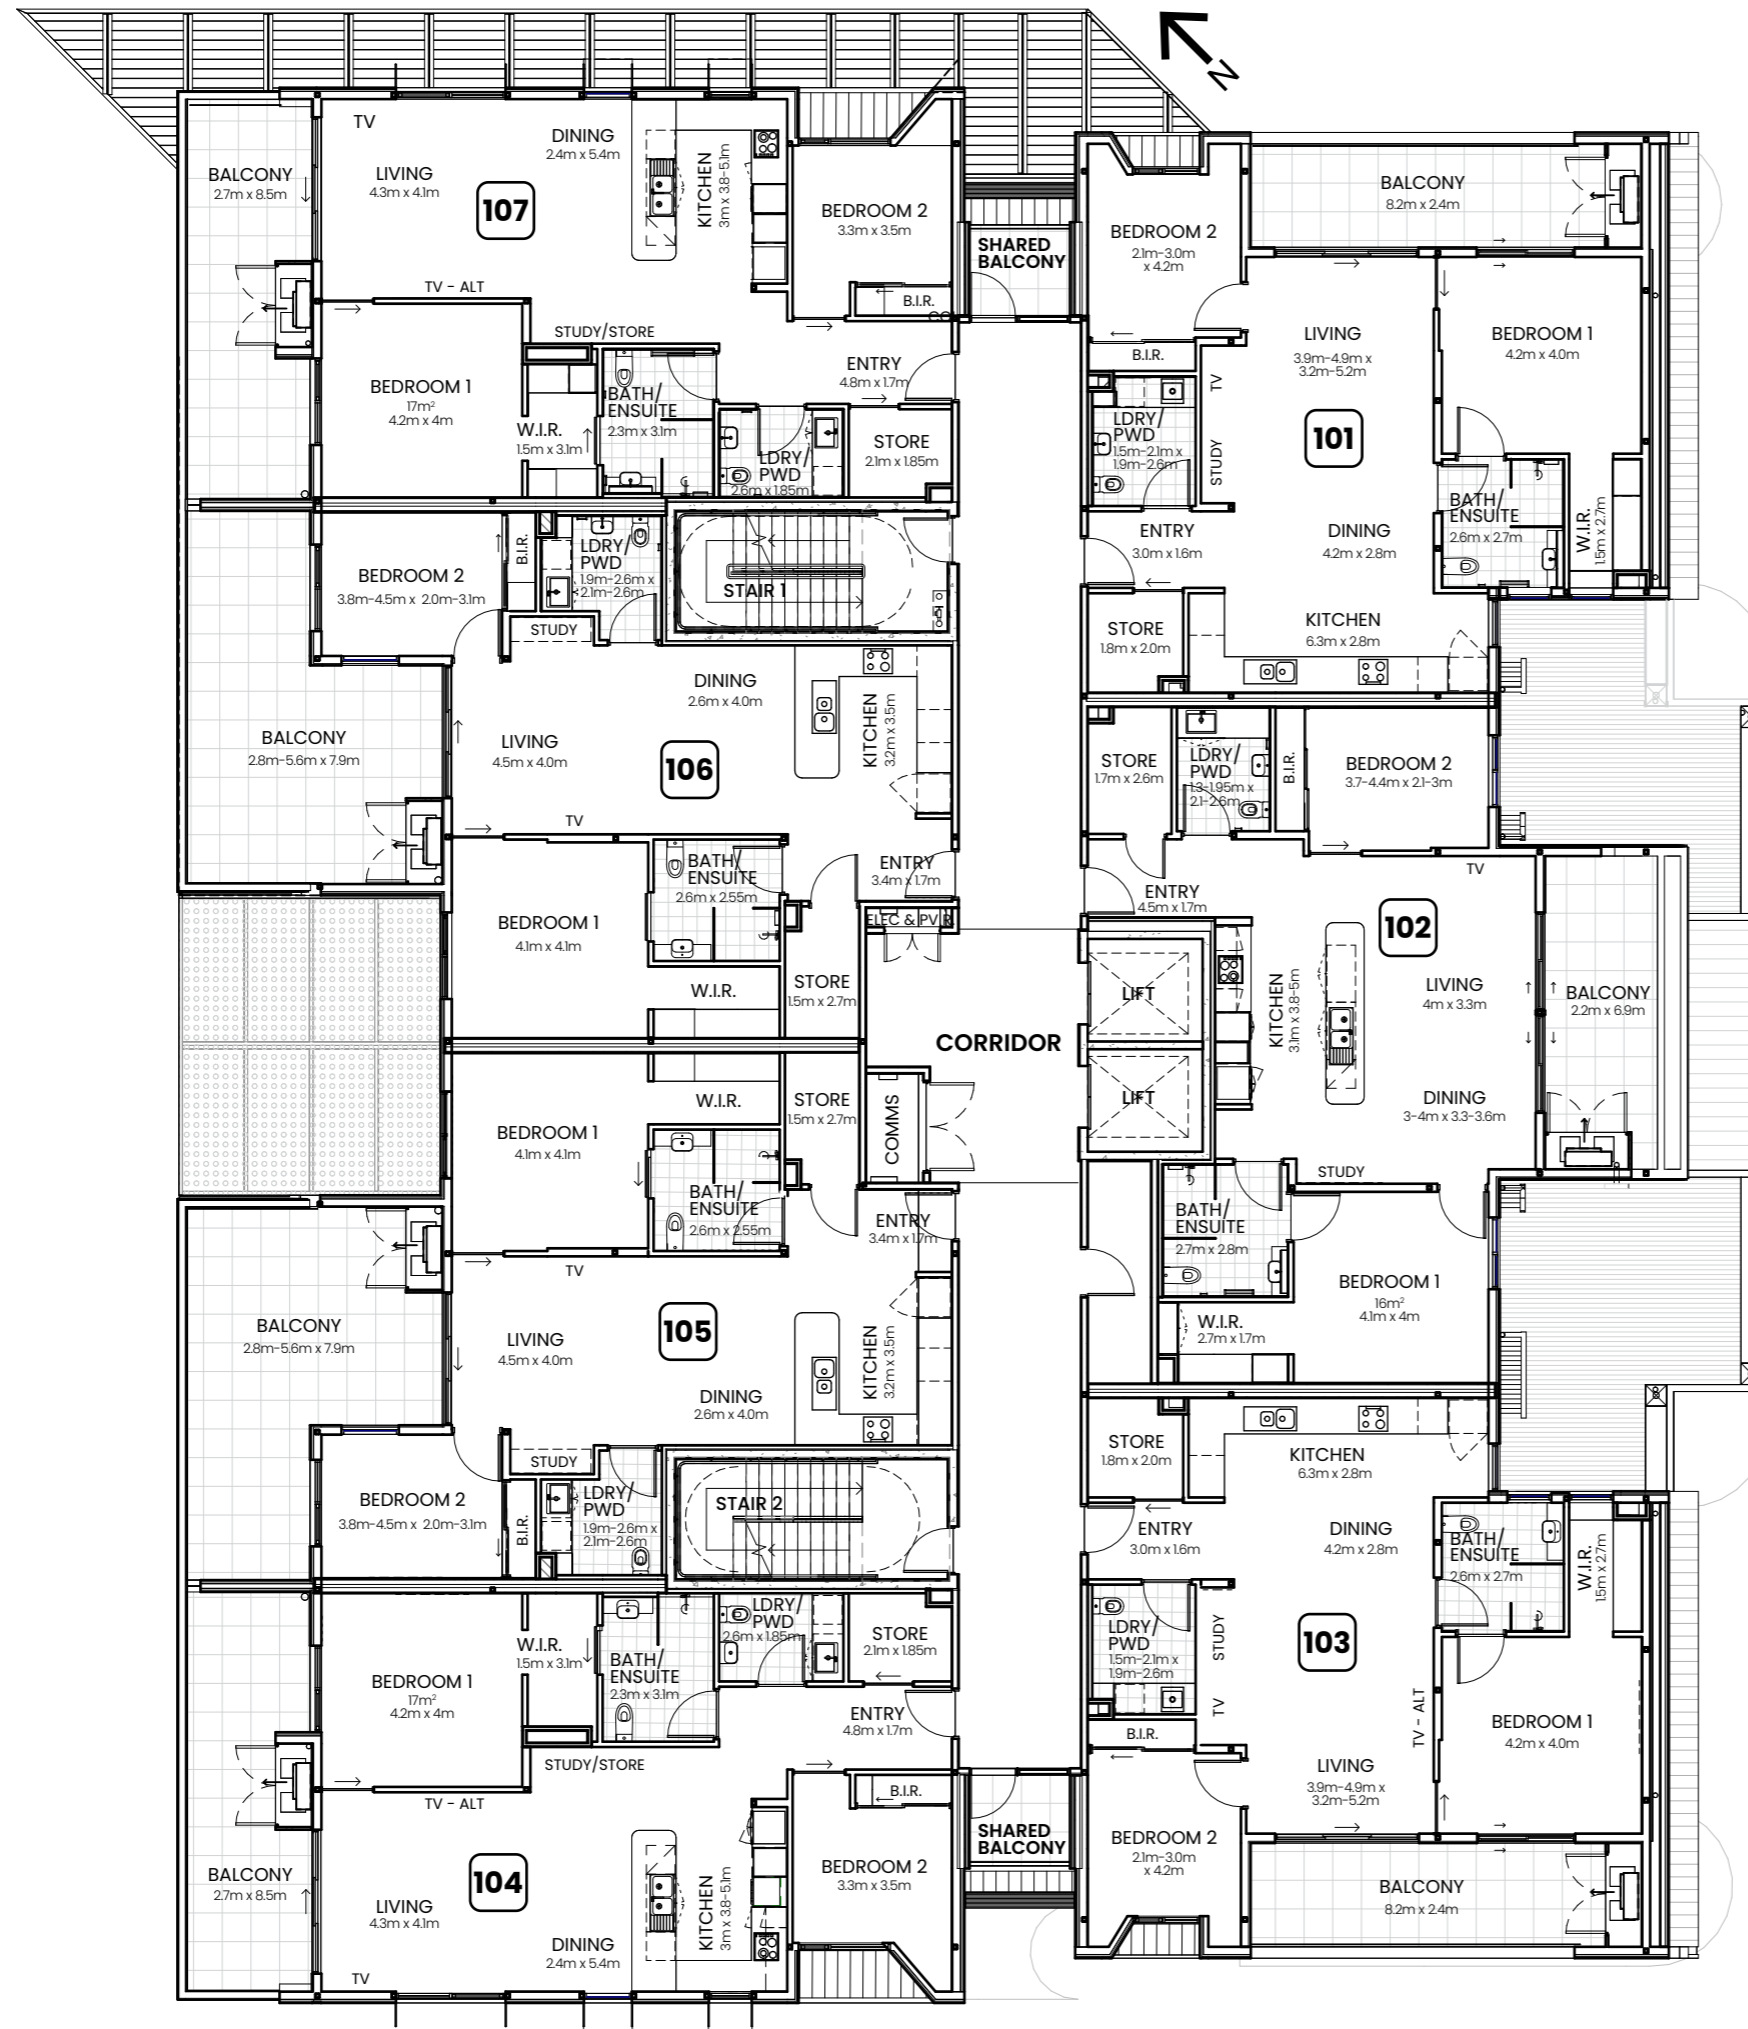 N
TV
DINING
2.4m x 5.4m
BALCONY
2.7m x 8.5m
LIVING
4.3m x 4.1m
107
KITCHEN
3m x 3.8-5.1m
BEDROOM 2
3.3m x 3.5m
TV - ALT
B.I.R.
STUDY/STORE
ENTRY
4.8m x 1.7m
BEDROOM 1
17m²
4.2m x 4m
W.I.R.
1.5m x 3.1m
BATH/
ENSUITE
2.3m x 3.1m
LDRY/
PWD
2.6m x 1.85m
STORE
2.1m x 1.85m
SHARED
BALCONY
BALCONY
8.2m x 2.4m
BEDROOM 2
2.1m-3.0m
x 4.2m
B.I.R.
LIVING
3.9m-4.9m x
3.2m-5.2m
BEDROOM 1
4.2m x 4.0m
TV
LDRY/
PWD
1.5m-2.1m x
1.9m-2.6m
STUDY
101
BATH/
ENSUITE
2.6m x 2.7m
W.I.R.
1.5m x 2.7m
ENTRY
3.0m x 1.6m
DINING
4.2m x 2.8m
STORE
1.8m x 2.0m
KITCHEN
6.3m x 2.8m
BEDROOM 2
3.8m-4.5m x 2.0m-3.1m
B.I.R.
LDRY/
PWD
1.9m-2.6m x
2.1m-2.6m
STAIR 1
STUDY
DINING
2.6m x 4.0m
BALCONY
2.8m-5.6m x 7.9m
LIVING
4.5m x 4.0m
106
KITCHEN
3.2m x 3.5m
TV
BATH/
ENSUITE
2.6m x 2.55m
ENTRY
3.4m x 1.7m
BEDROOM 1
4.1m x 4.1m
ELEC & PV R
W.I.R.
STORE
1.5m x 2.7m
STORE
1.7m x 2.6m
LDRY/
PWD
1.3-1.95m x
2.1-2.6m
B.I.R.
BEDROOM 2
3.7-4.4m x 2.1-3m
TV
ENTRY
4.5m x 1.7m
102
LIFT
CORRIDOR
LIFT
KITCHEN
3.1m x 3.8-5m
LIVING
4m x 3.3m
BALCONY
2.2m x 6.9m
DINING
3-4m x 3.3-3.6m
STUDY
BATH/
ENSUITE
2.7m x 2.8m
BEDROOM 1
16m²
4.1m x 4m
W.I.R.
2.7m x 1.7m
W.I.R.
STORE
1.5m x 2.7m
COMMS
BEDROOM 1
4.1m x 4.1m
BATH/
ENSUITE
2.6m x 2.55m
ENTRY
3.4m x 1.7m
TV
BALCONY
2.8m-5.6m x 7.9m
LIVING
4.5m x 4.0m
105
KITCHEN
3.2m x 3.5m
DINING
2.6m x 4.0m
STUDY
BEDROOM 2
3.8m-4.5m x 2.0m-3.1m
B.I.R.
LDRY/
PWD
1.9m-2.6m x
2.1m-2.6m
STAIR 2
STORE
1.8m x 2.0m
KITCHEN
6.3m x 2.8m
ENTRY
3.0m x 1.6m
DINING
4.2m x 2.8m
BATH/
ENSUITE
2.6m x 2.7m
W.I.R.
1.5m x 2.7m
LDRY/
PWD
1.5m-2.1m x
1.9m-2.6m
STUDY
103
TV
B.I.R.
TV - ALT
BEDROOM 1
4.2m x 4.0m
LIVING
3.9m-4.9m x
3.2m-5.2m
BEDROOM 2
2.1m-3.0m
x 4.2m
BALCONY
8.2m x 2.4m
W.I.R.
1.5m x 3.1m
BATH/
ENSUITE
2.3m x 3.1m
LDRY/
PWD
2.6m x 1.85m
STORE
2.1m x 1.85m
BEDROOM 1
17m²
4.2m x 4m
ENTRY
4.8m x 1.7m
STUDY/STORE
TV - ALT
B.I.R.
SHARED
BALCONY
BALCONY
2.7m x 8.5m
104
LIVING
4.3m x 4.1m
KITCHEN
3m x 3.8-5.1m
BEDROOM 2
3.3m x 3.5m
DINING
2.4m x 5.4m
TV